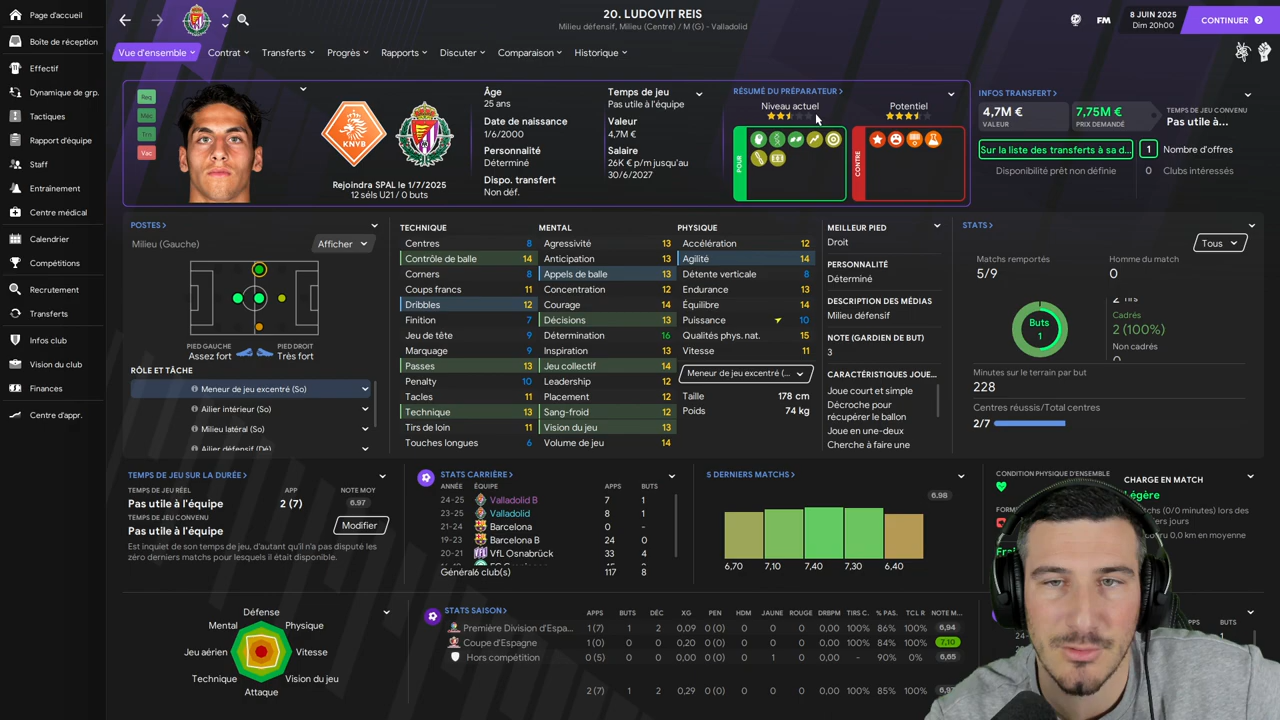 Page d'accueil
Boîte de réception
Effectif
Dynamique de grp.
Tactiques
Rapport d'équipe
Staff
Entraînement
Centre médical
Calendrier
Compétitions
Recrutement
Transferts
Infos club
Vision du club
Finances
Centre d'appr.
20. LUDOVIT REIS
Milieu défensif, Milieu (Centre) / M (G) - Valladolid
FM
8 JUIN 2025
Dim 20h00
CONTINUER
Vue d'ensemble
Contrat
Transferts
Progrès
Rapports
Discuter
Comparaison
Historique
Req
Mec
Trn
Vac
KNVB
Rejoindra SPAL le 1/7/2025
12 séls U21 / 0 buts
Âge
25 ans
Date de naissance
1/6/2000
Personnalité
Déterminé
Dispo. transfert
Non déf.
Temps de jeu
Pas utile à l'équipe
Valeur
4,7M €
Salaire
26K € p/m jusqu'au
30/6/2027
RÉSUMÉ DU PRÉPARATEUR
Niveau actuel
Potentiel
POUR
CONTRE
INFOS TRANSFERT
4,7M €
VALEUR
7,75M €
PRIX DEMANDÉ
TEMPS DE JEU CONVENU
Pas utile à...
Sur la liste des transferts à sa d...
1 Nombre d'offres
Disponibilité prêt non définie
0 Clubs intéressés
POSTES
Milieu (Gauche)
Afficher
PIED GAUCHE
Assez fort
PIED DROIT
Très fort
RÔLE ET TÂCHE
Meneur de jeu excentré (So)
Ailier intérieur (So)
Milieu latéral (So)
Ailier défensif (Dé)
TECHNIQUE
Centres 8
Contrôle de balle 14
Corners 8
Coups francs 11
Dribbles 12
Finition 7
Jeu de tête 9
Marquage 9
Passes 13
Penalty 10
Tacles 11
Technique 13
Tirs de loin 11
Touches longues 6
MENTAL
Agressivité 13
Anticipation 13
Appels de balle 13
Concentration 12
Courage 14
Décisions 13
Détermination 16
Inspiration 13
Jeu collectif 14
Leadership 12
Placement 12
Sang-froid 12
Vision du jeu 13
Volume de jeu 14
PHYSIQUE
Accélération 12
Agilité 14
Détente verticale 8
Endurance 13
Équilibre 14
Puissance 10
Qualités phys. nat. 15
Vitesse 11
Meneur de jeu excentré (...
Taille 178 cm
Poids 74 kg
MEILLEUR PIED
Droit
PERSONNALITÉ
Déterminé
DESCRIPTION DES MÉDIAS
Milieu défensif
NOTE (GARDIEN DE BUT)
3
CARACTÉRISTIQUES JOUE...
Joue court et simple
Décroche pour
récupérer le ballon
Joue en une-deux
Cherche à faire une
STATS
Tous
Matchs remportés
5/9
Homme du match
0
Buts
1
Cadrés
2 (100%)
Non cadrés
Minutes sur le terrain par but
228
Centres réussis/Total centres
2/7
TEMPS DE JEU SUR LA DURÉE
TEMPS DE JEU RÉEL
Pas utile à l'équipe
APP
2 (7)
NOTE MOY
6.97
TEMPS DE JEU CONVENU
Pas utile à l'équipe
Modifier
Est inquiet de son temps de jeu, d'autant qu'il n'a pas disputé les
zéro derniers matchs pour lesquels il était disponible.
STATS CARRIÈRE
ANNÉE ÉQUIPE APPS BUTS
24-25 Valladolid B 7 1
24-25 Valladolid 8 1
21-24 Barcelona 0 -
19-23 Barcelona B 24 0
20-21 VfL Osnabrück 33 4
Général club(s) 117 8
5 DERNIERS MATCHS
6.98
6,70 7,10 7,40 7,30 6,40
CONDITION PHYSIQUE D'ENSEMBLE
CHARGE EN MATCH
Légère
Défense
Physique
Vitesse
Vision du jeu
Attaque
Technique
Jeu aérien
Mental
STATS SAISON
APPS BUTS DÉC XG PEN HDM JAUNE ROUGE DRBPM TIRS C. % PAS. TCL R NOTE M...
Première Division d'Espa... 1 (7) 1 2 0,09 0 (0) 0 0 0 0,00 100% 86% 100% 6,94
Coupe d'Espagne 1 (0) 0 0 0,20 0 (0) 0 0 0 0,00 100% 84% 100% 7,10
Hors compétition 0 (5) 0 0 0,00 0 (0) 0 1 0 0,00 - 90% 0% 6,65
2 (7) 1 2 0,29 0 (0) 0 0 0 0,00 100% 85% 100%
BUTS